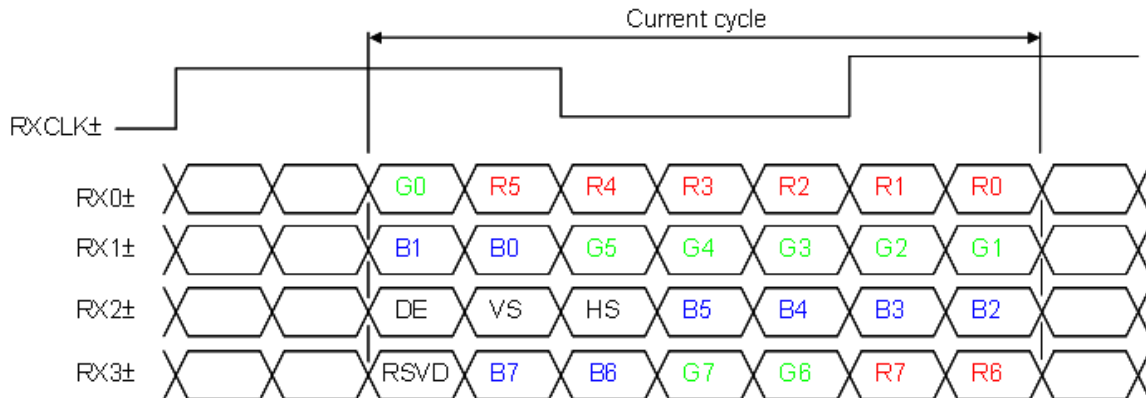 Current cycle
RXCLK±
RX0± G0 R5 R4 R3 R2 R1 R0
RX1± B1 B0 G5 G4 G3 G2 G1
RX2± DE VS HS B5 B4 B3 B2
RX3± RSVD B7 B6 G7 G6 R7 R6